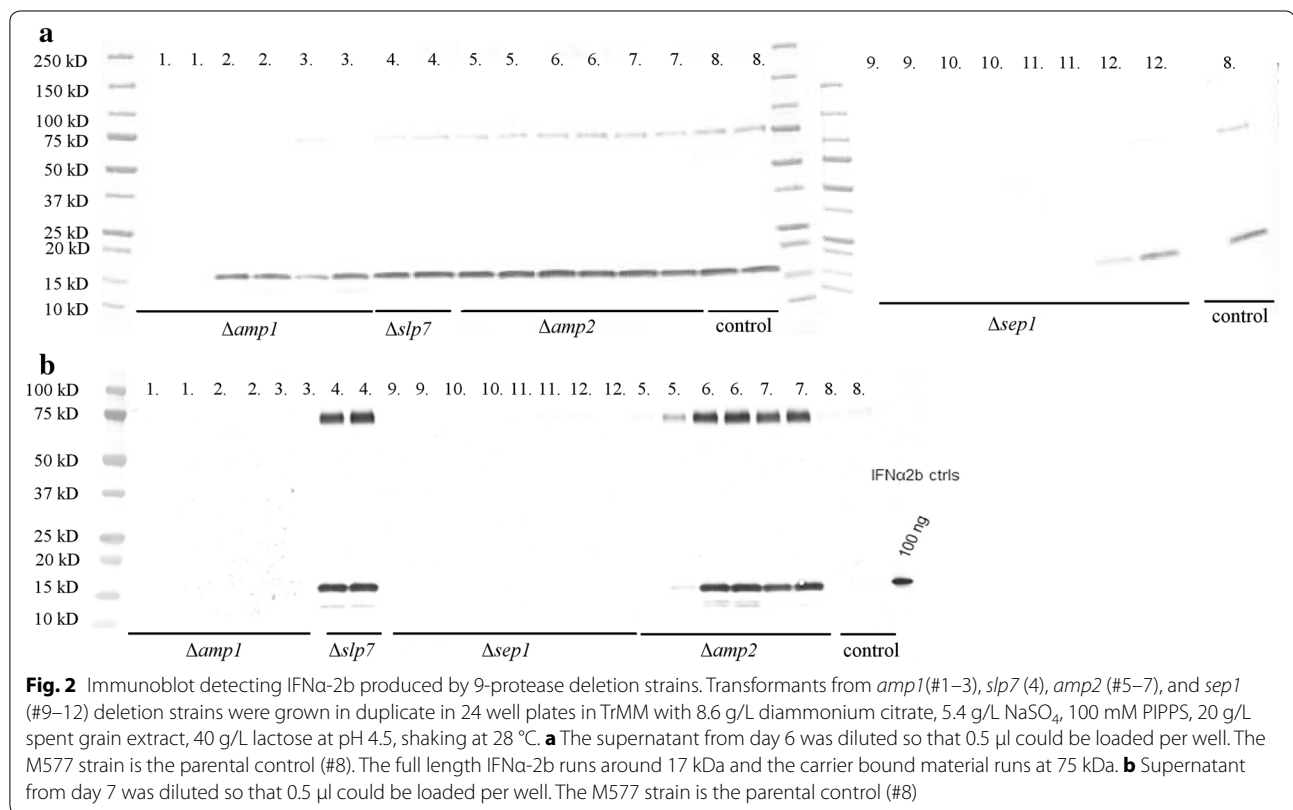 a
250 kD
150 kD
100 kD
75 kD
50 kD
37 kD
25 kD
20 kD
15 kD
10 kD
1. 1. 2. 2. 3. 3. 4. 4. 5. 5. 6. 6. 7. 7. 8. 8.
9. 9. 10. 10. 11. 11. 12. 12. 8.
Δamp1 Δslp7 Δamp2 control
Δsep1 control
b
100 kD
75 kD
50 kD
37 kD
25 kD
20 kD
15 kD
10 kD
1. 1. 2. 2. 3. 3. 4. 4. 9. 9. 10. 10. 11. 11. 12. 12. 5. 5. 6. 6. 7. 7. 8. 8.
IFNα2b ctrls
100 ng
Δamp1 Δslp7 Δsep1 Δamp2 control
Fig. 2 Immunoblot detecting IFNα-2b produced by 9-protease deletion strains. Transformants from amp1(#1–3), slp7 (4), amp2 (#5–7), and sep1
(#9–12) deletion strains were grown in duplicate in 24 well plates in TrMM with 8.6 g/L diammonium citrate, 5.4 g/L NaSO₄, 100 mM PIPPS, 20 g/L
spent grain extract, 40 g/L lactose at pH 4.5, shaking at 28 °C. a The supernatant from day 6 was diluted so that 0.5 µl could be loaded per well. The
M577 strain is the parental control (#8). The full length IFNα-2b runs around 17 kDa and the carrier bound material runs at 75 kDa. b Supernatant
from day 7 was diluted so that 0.5 µl could be loaded per well. The M577 strain is the parental control (#8)